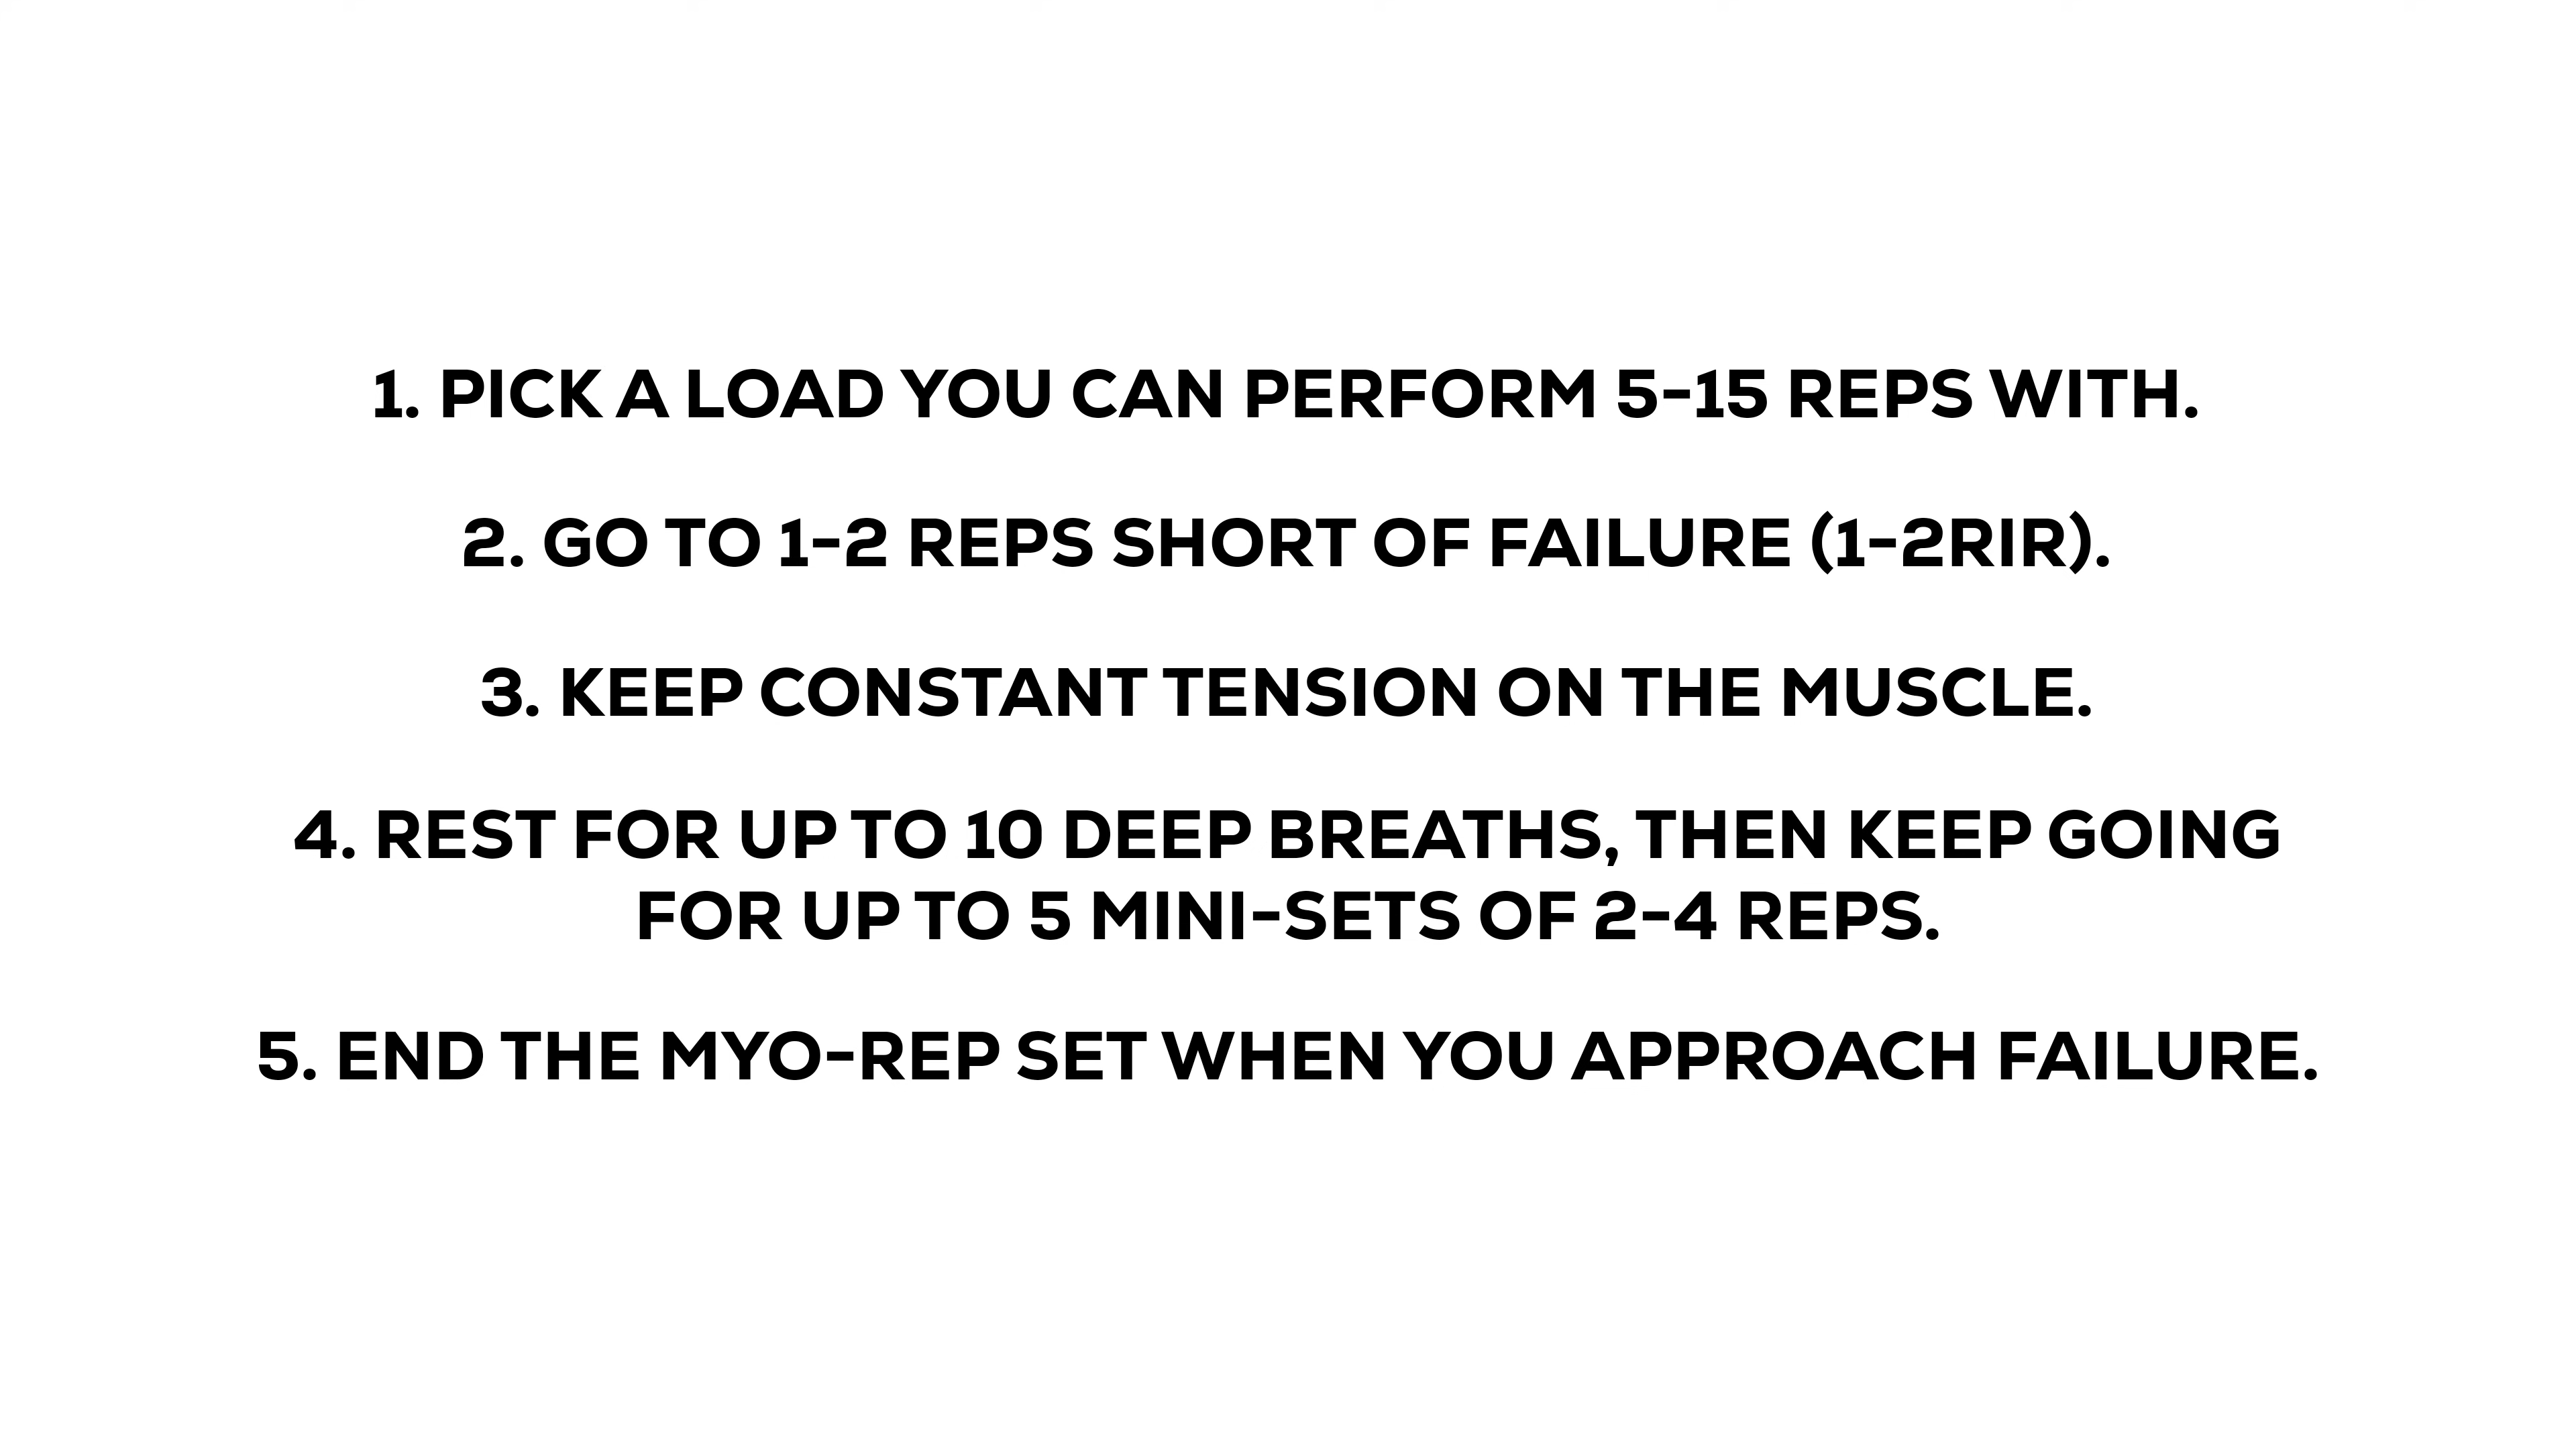 1. PICK A LOAD YOU CAN PERFORM 5-15 REPS WITH.
2. GO TO 1-2 REPS SHORT OF FAILURE (1-2RIR).
3. KEEP CONSTANT TENSION ON THE MUSCLE.
4. REST FOR UP TO 10 DEEP BREATHS, THEN KEEP GOING
FOR UP TO 5 MINI-SETS OF 2-4 REPS.
5. END THE MYO-REP SET WHEN YOU APPROACH FAILURE.